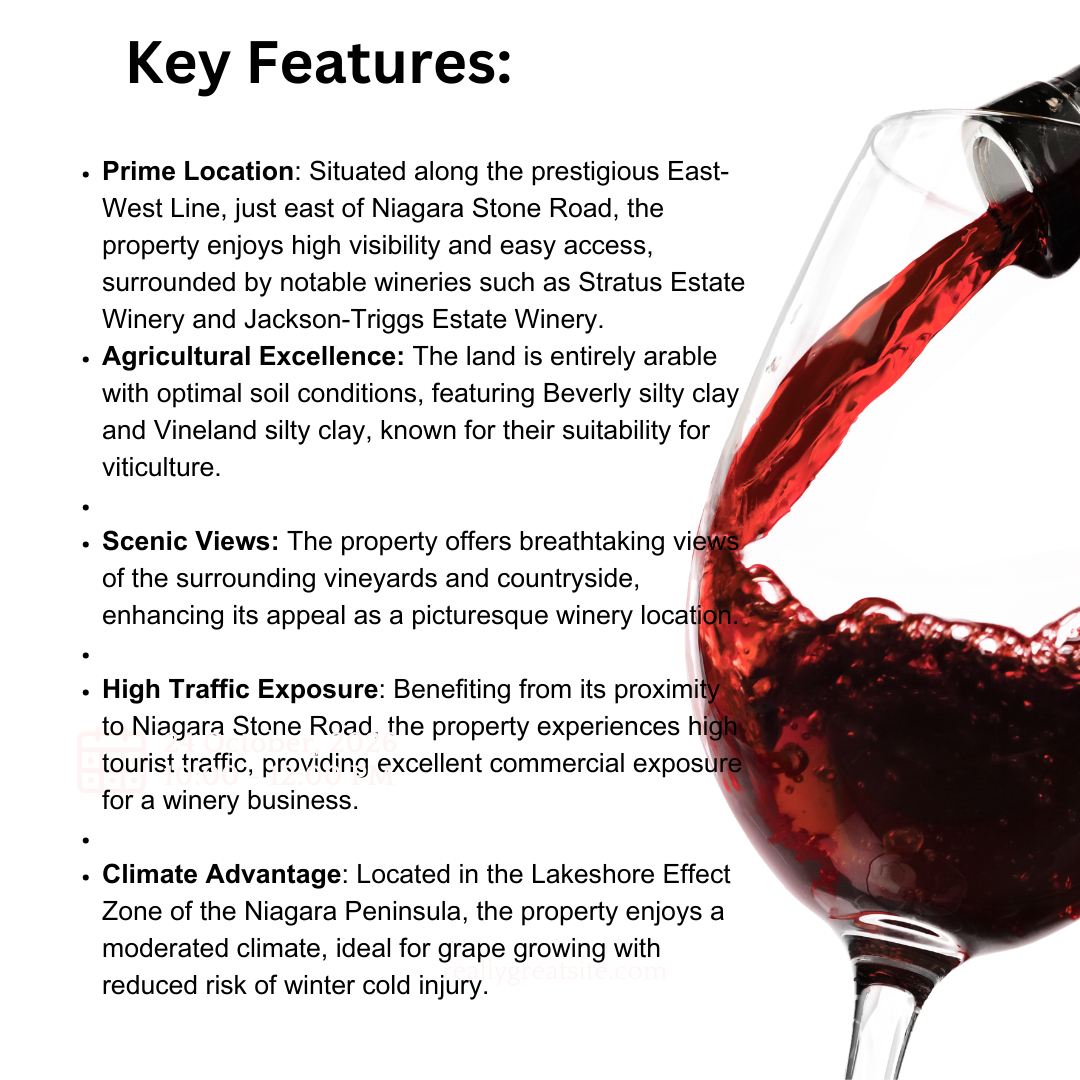 Key Features:
• Prime Location: Situated along the prestigious East-
West Line, just east of Niagara Stone Road, the
property enjoys high visibility and easy access,
surrounded by notable wineries such as Stratus Estate
Winery and Jackson-Triggs Estate Winery.
• Agricultural Excellence: The land is entirely arable
with optimal soil conditions, featuring Beverly silty clay
and Vineland silty clay, known for their suitability for
viticulture.
•
• Scenic Views: The property offers breathtaking views
of the surrounding vineyards and countryside,
enhancing its appeal as a picturesque winery location.
•
• High Traffic Exposure: Benefiting from its proximity
to Niagara Stone Road, the property experiences high
24 October, 2026
tourist traffic, providing excellent commercial exposure
10:00 - 12:00 PM
for a winery business.
•
• Climate Advantage: Located in the Lakeshore Effect
Zone of the Niagara Peninsula, the property enjoys a
moderated climate, ideal for grape growing with
reallygreatsite.com
reduced risk of winter cold injury.